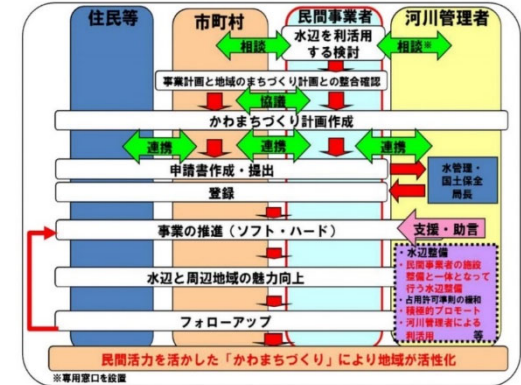 住民等
市町村
民間事業者
河川管理者
水辺を利活用
する検討
相談
相談※
事業計画と地域のまちづくり計画との整合確認
協議
かわまちづくり計画作成
連携
連携
連携
申請書作成・提出
水管理・
国土保全
局長
登録
事業の推進（ソフト・ハード）
支援・助言
・水辺整備
・民間事業者の施設
整備と一体となって
行う水辺整備
・占用許可準則の緩和
・積極的プロモート
・河川管理者による
利活用 等
水辺と周辺地域の魅力向上
フォローアップ
民間活力を活かした「かわまちづくり」により地域が活性化
※専用窓口を設置